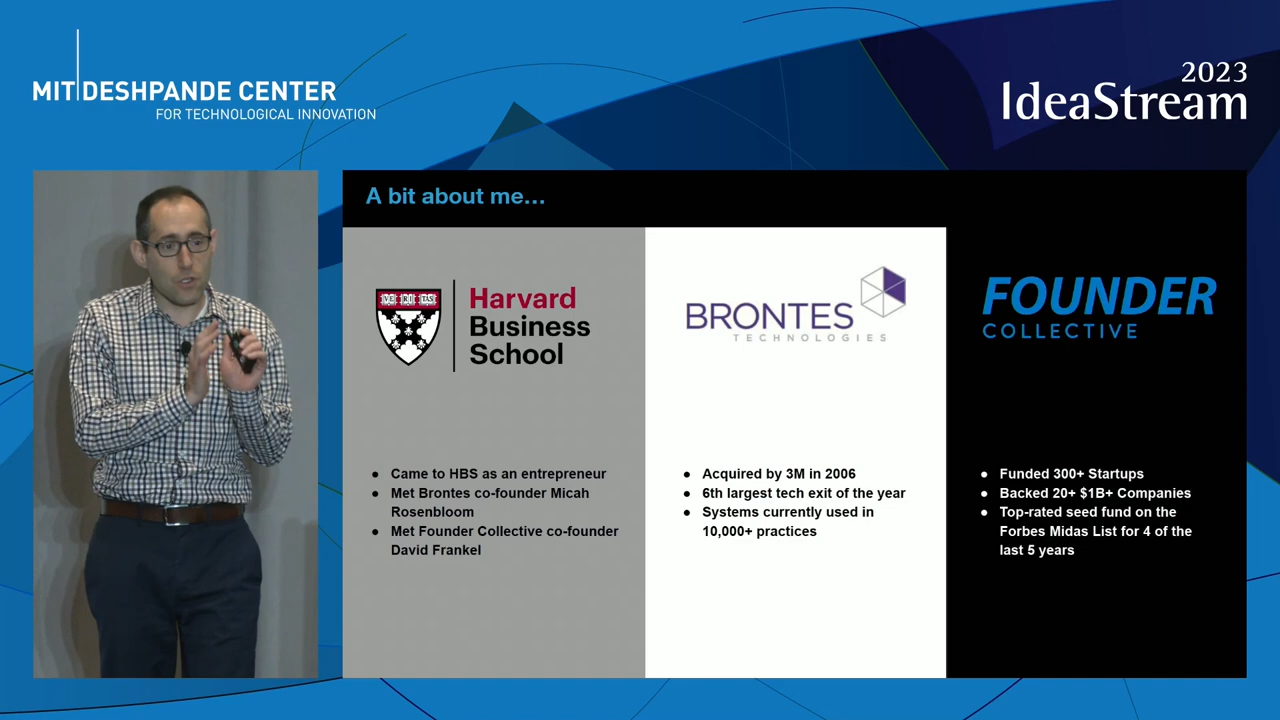 MIT DESHPANDE CENTER
FOR TECHNOLOGICAL INNOVATION
2023
IdeaStream
A bit about me...
VE RI TAS
Harvard
Business
School
● Came to HBS as an entrepreneur
● Met Brontes co-founder Micah
Rosenbloom
● Met Founder Collective co-founder
David Frankel
BRONTES
TECHNOLOGIES
● Acquired by 3M in 2006
● 6th largest tech exit of the year
● Systems currently used in
10,000+ practices
FOUNDER
COLLECTIVE
● Funded 300+ Startups
● Backed 20+ $1B+ Companies
● Top-rated seed fund on the
Forbes Midas List for 4 of the
last 5 years